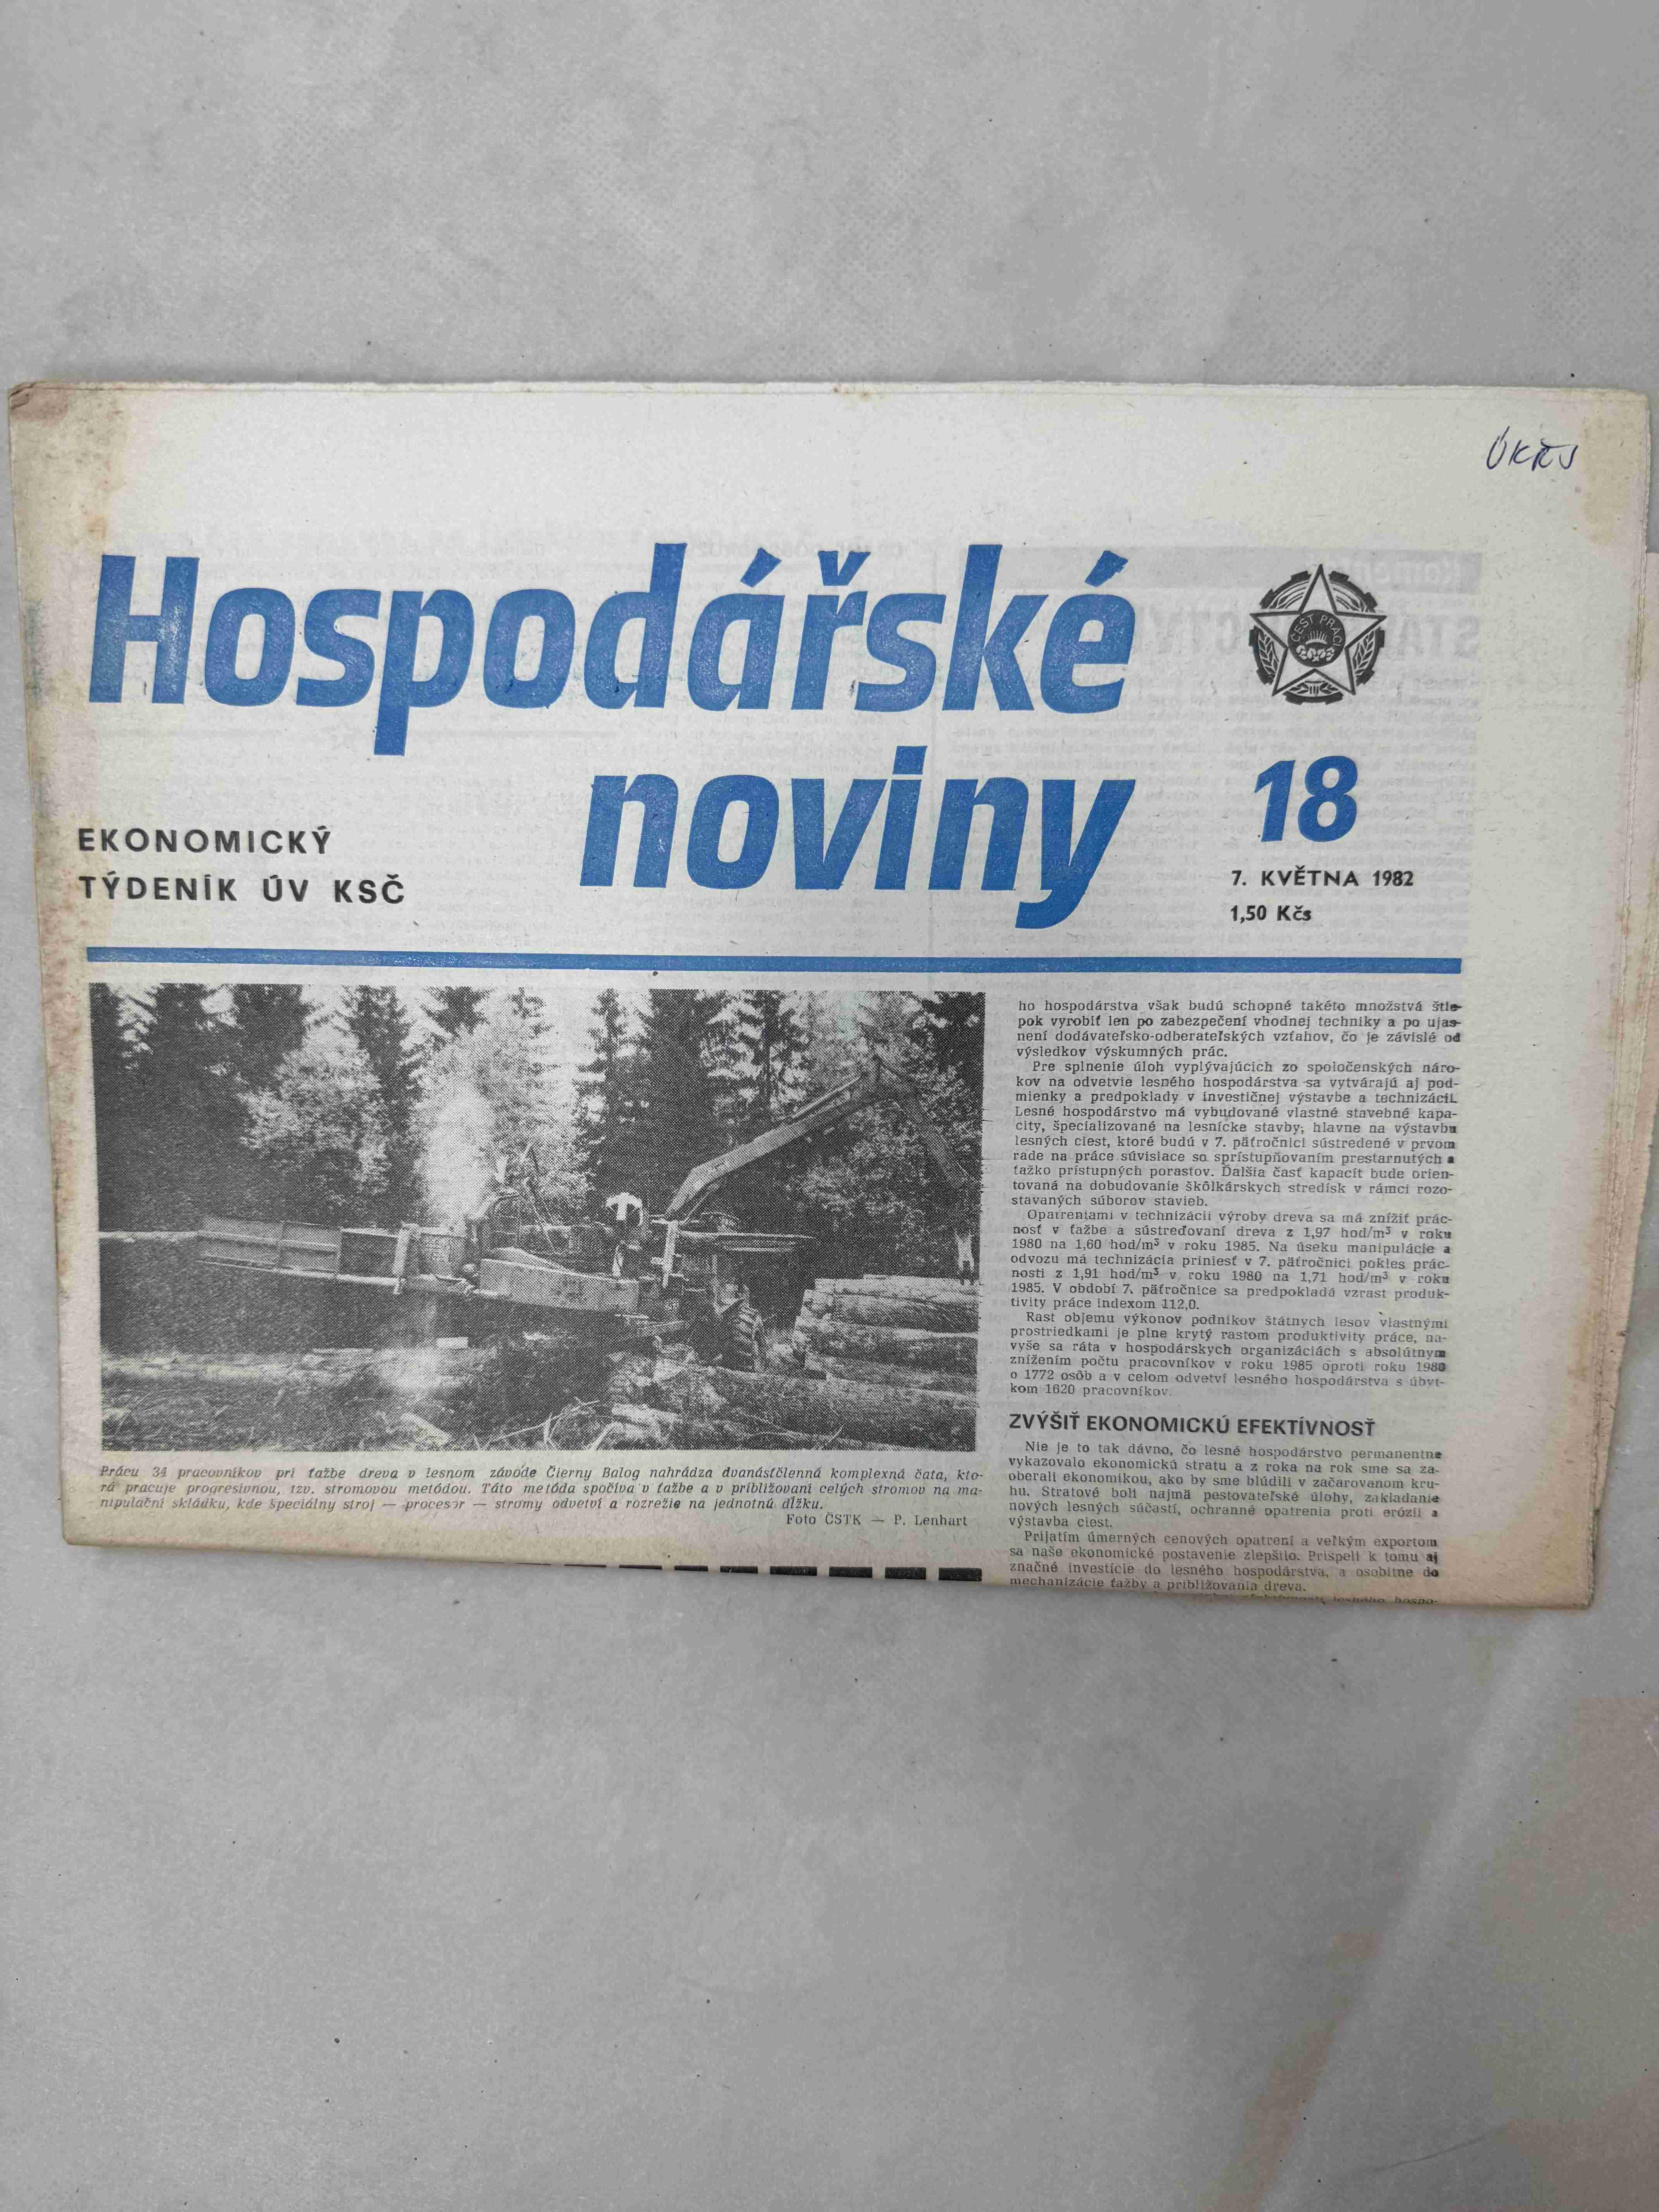 Hospodářské
noviny
EKONOMICKÝ
TÝDENÍK ÚV KSČ
ČEST PRÁCI
18
7. KVĚTNA 1982
1,50 Kčs
Prácu 34 pracovníkov pri ťažbe dreva v lesnom závode Čierny Balog nahrádza dvanásťčlenná komplexná čata, kto-
rá pracuje progresívnou, tzv. stromovou metódou. Táto metóda spočíva v ťažbe a v približovaní celých stromov na ma-
nipulační skládku, kde špeciálny stroj — procesor — stromy odvetví a rozrežie na jednotnú dĺžku.
Foto ČSTK — P. Lenhart
ho hospodárstva však budú schopné takéto množstvá štie-
pok vyrobiť len po zabezpečení vhodnej techniky a po ujas-
není dodávateľsko-odberateľských vzťahov, čo je závislé od
výsledkov výskumných prác.
Pre splnenie úloh vyplývajúcich zo spoločenských náro-
kov na odvetvie lesného hospodárstva sa vytvárajú aj pod-
mienky a predpoklady v investičnej výstavbe a technizácii.
Lesné hospodárstvo má vybudované vlastné stavebné kapa-
city, špecializované na lesnícke stavby, hlavne na výstavbu
lesných ciest, ktoré budú v 7. päťročnici sústredené v prvom
rade na práce súvisiace so sprístupňovaním prestarnutých a
ťažko prístupných porastov. Ďalšia časť kapacít bude orien-
tovaná na dobudovanie škôlkárskych stredísk v rámci rozo-
stavaných súborov stavieb.
Opatreniami v technizácii výroby dreva sa má znížiť prác-
nosť v ťažbe a sústreďovaní dreva z 1,97 hod/m³ v roku
1980 na 1,60 hod/m³ v roku 1985. Na úseku manipulácie a
odvozu má technizácia priniesť v 7. päťročnici pokles prác-
nosti z 1,91 hod/m³ v roku 1980 na 1,71 hod/m³ v roku
1985. V období 7. päťročnice sa predpokladá vzrast produk-
tivity práce indexom 112,0.
Rast objemu výkonov podnikov štátnych lesov vlastnými
prostriedkami je plne krytý rastom produktivity práce, na-
vyše sa ráta v hospodárskych organizáciách s absolútnym
znížením počtu pracovníkov v roku 1985 oproti roku 1980
o 1772 osôb a v celom odvetví lesného hospodárstva s úbyt-
kom 1620 pracovníkov.
ZVÝŠIŤ EKONOMICKÚ EFEKTÍVNOSŤ
Nie je to tak dávno, čo lesné hospodárstvo permanentne
vykazovalo ekonomickú stratu a z roka na rok sme sa za-
oberali ekonomikou, ako by sme blúdili v začarovanom kru-
hu. Stratové boli najmä pestovateľské úlohy, zakladanie
nových lesných súčastí, ochranné opatrenia proti erózii a
výstavba ciest.
Prijatím úmerných cenových opatrení a veľkým exportom
sa naše ekonomické postavenie zlepšilo. Prispeli k tomu aj
značné investície do lesného hospodárstva, a osobitne do
mechanizácie ťažby a približovania dreva.